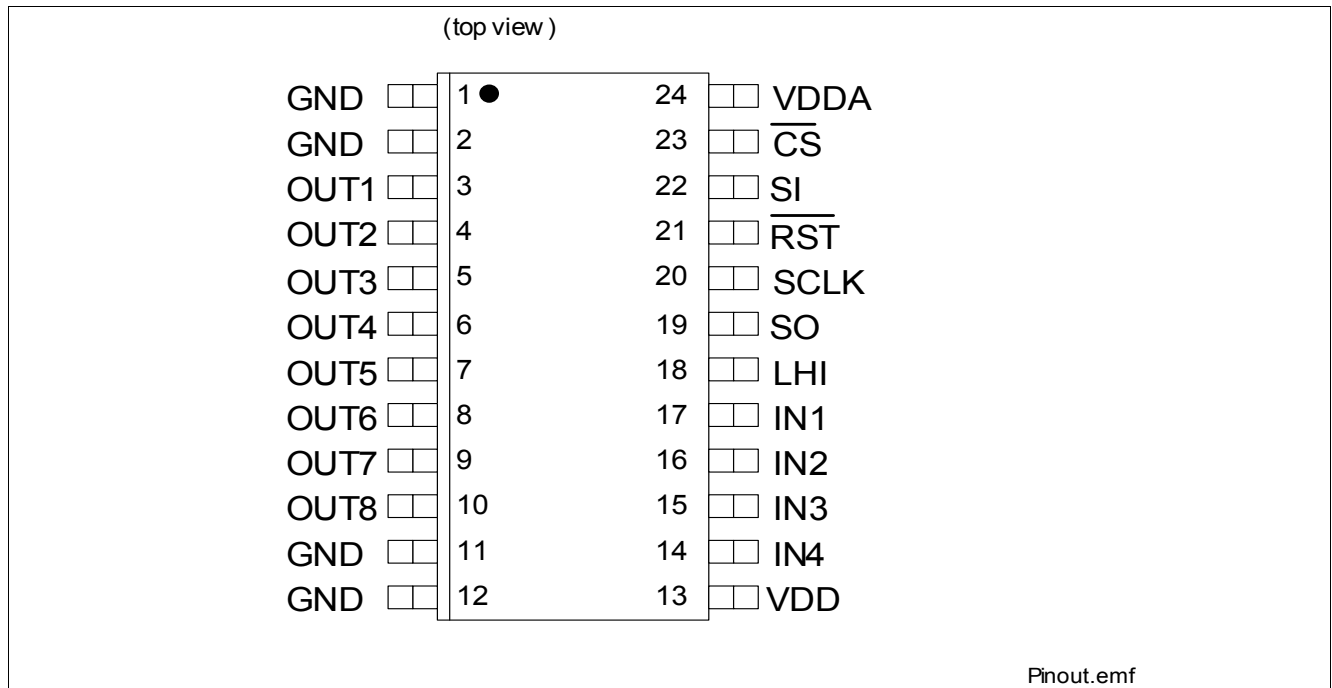 (top view)
GND 1 24 VDDA
GND 2 23 C̅S̅
OUT1 3 22 SI
OUT2 4 21 R̅S̅T̅
OUT3 5 20 SCLK
OUT4 6 19 SO
OUT5 7 18 LHI
OUT6 8 17 IN1
OUT7 9 16 IN2
OUT8 10 15 IN3
GND 11 14 IN4
GND 12 13 VDD
Pinout.emf